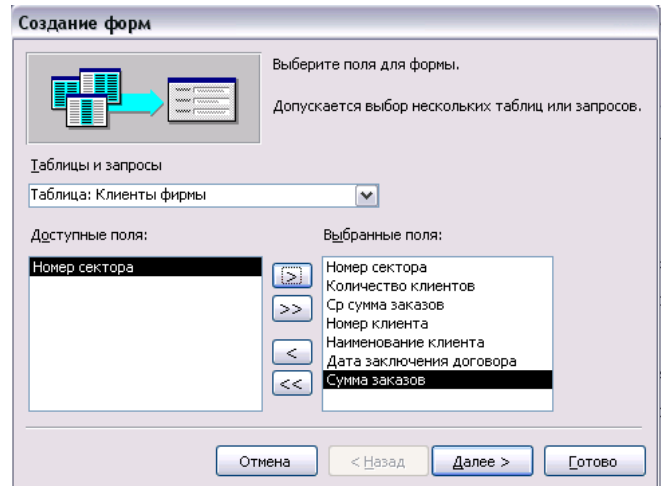 Создание форм
Выберите поля для формы.
Допускается выбор нескольких таблиц или запросов.
Таблицы и запросы
Таблица: Клиенты фирмы
Доступные поля:
Выбранные поля:
Номер сектора
>
>>
<
<<
Номер сектора
Количество клиентов
Ср сумма заказов
Номер клиента
Наименование клиента
Дата заключения договора
Сумма заказов
Отмена
< Назад
Далее >
Готово